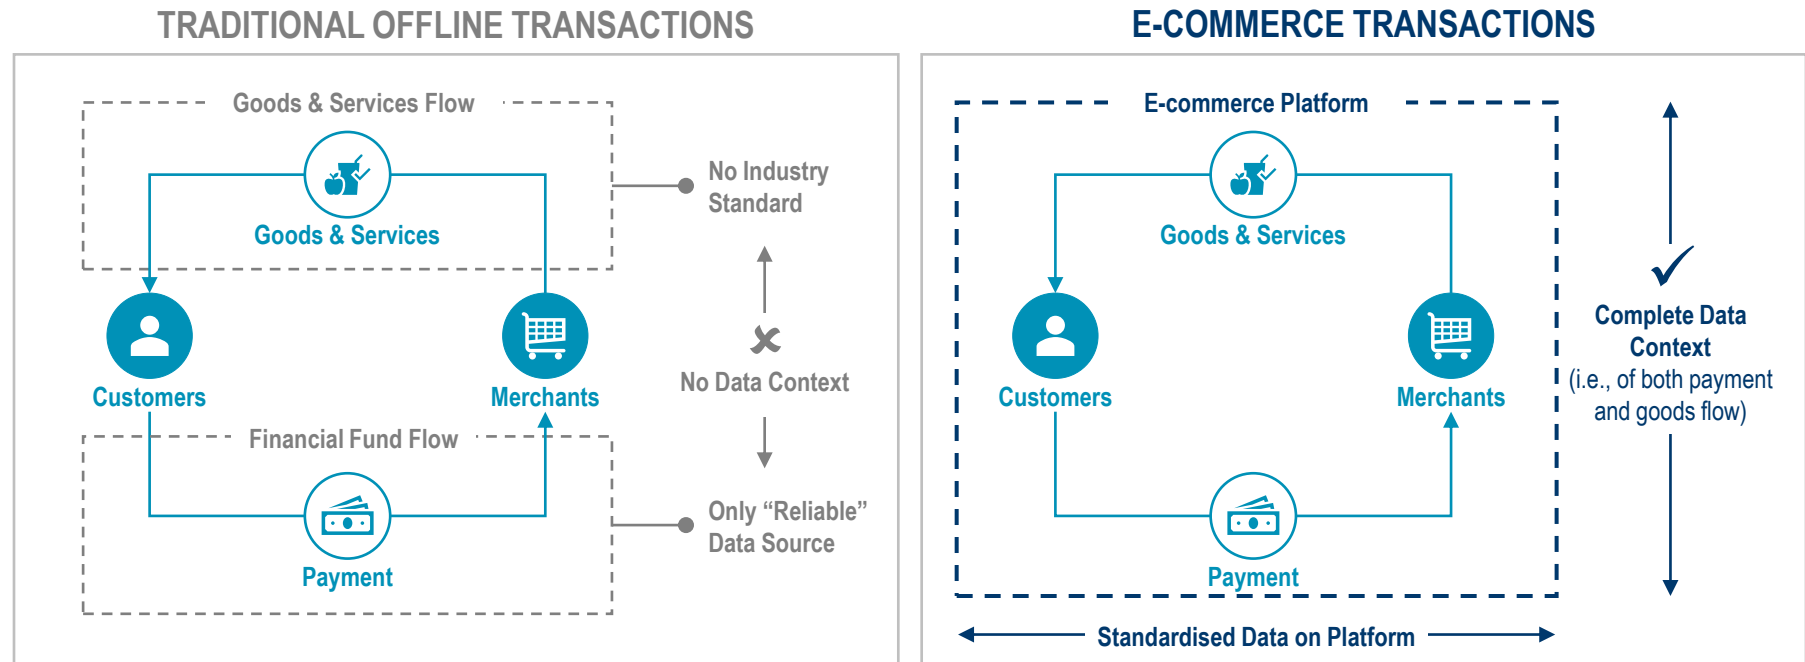 TRADITIONAL OFFLINE TRANSACTIONS
Goods & Services Flow
Goods & Services
No Industry
Standard
Customers
Merchants
No Data Context
Financial Fund Flow
Payment
Only “Reliable”
Data Source
E-COMMERCE TRANSACTIONS
E-commerce Platform
Goods & Services
Customers
Merchants
Payment
Complete Data
Context
(i.e., of both payment
and goods flow)
Standardised Data on Platform